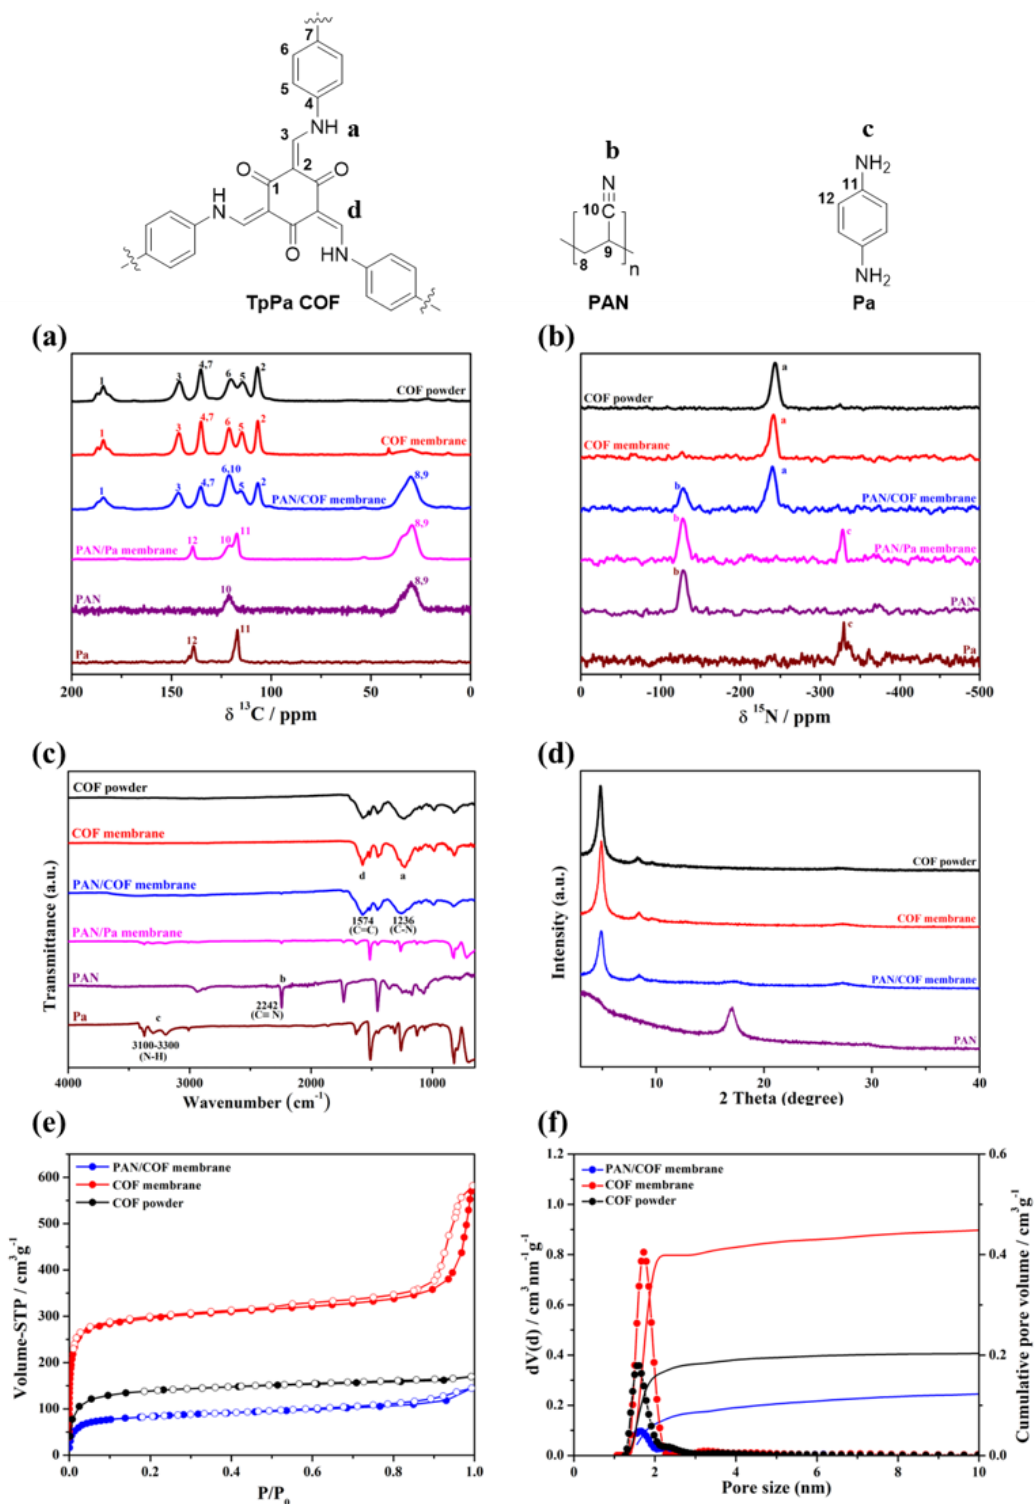 7
6
5
4
NH a
3
2
O O
1
H
N
d
O
HN
TpPa COF
b
N
10
9
8
n
PAN
c
NH₂
11
12
NH₂
Pa
(a)
1 3 4,7 6 5 2
COF powder
1 3 4,7 6 5 2
COF membrane
1 3 4,7 6,10 5 2 8,9
PAN/COF membrane
12 10 11 8,9
PAN/Pa membrane
PAN 10 8,9
Pa 12 11
200 150 100 50 0
δ ¹³C / ppm
(b)
a
COF powder
a
COF membrane
b a
PAN/COF membrane
b c
PAN/Pa membrane
b
PAN
c
Pa
0 -100 -200 -300 -400 -500
δ ¹⁵N / ppm
(c)
Transmittance (a.u.)
COF powder
COF membrane
d a
PAN/COF membrane
1574 1236
(C=C) (C-N)
PAN/Pa membrane
PAN b
2242
(C≡N)
Pa c
3100-3300
(N-H)
4000 3000 2000 1000
Wavenumber (cm⁻¹)
(d)
Intensity (a.u.)
COF powder
COF membrane
PAN/COF membrane
PAN
10 20 30 40
2 Theta (degree)
(e)
Volume-STP / cm³g⁻¹
600
500
400
300
200
100
0
PAN/COF membrane
COF membrane
COF powder
0.0 0.2 0.4 0.6 0.8 1.0
P/P₀
(f)
dV(d) / cm³nm⁻¹g⁻¹
1.2
1.0
0.8
0.6
0.4
0.2
0.0
PAN/COF membrane
COF membrane
COF powder
0 2 4 6 8 10
Pore size (nm)
0.6
0.4
0.2
0.0
Cumulative pore volume / cm³g⁻¹